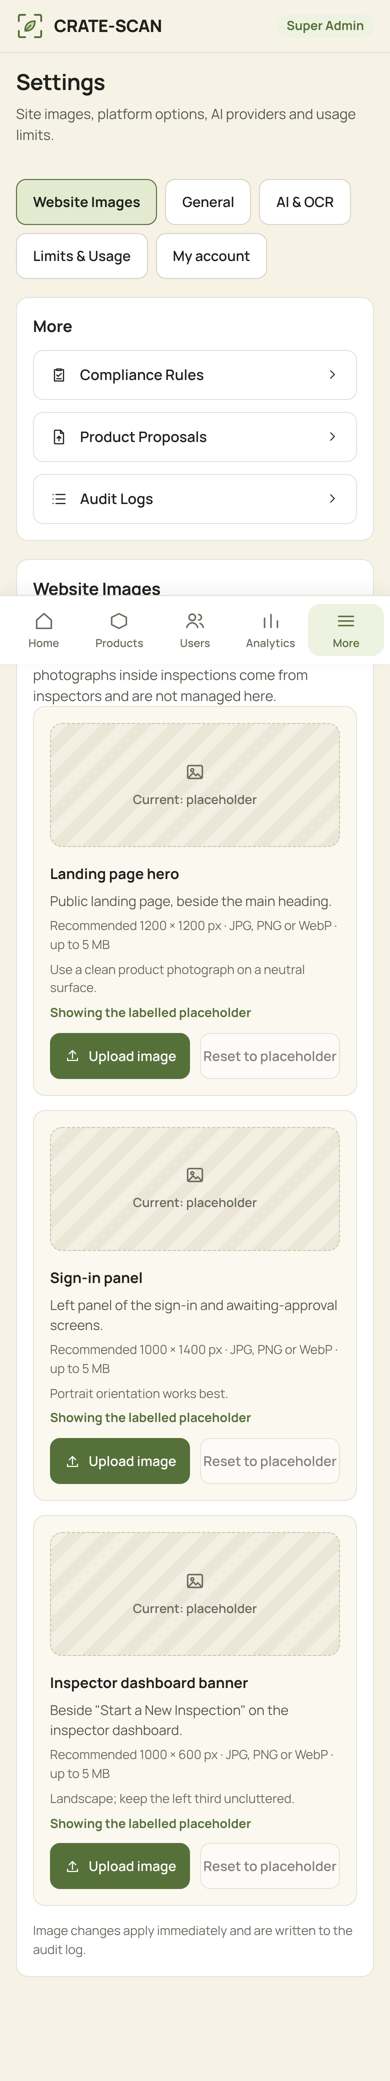 CRATE-SCAN
Super Admin
Settings
Site images, platform options, AI providers and usage
limits.
Website Images
General
AI & OCR
Limits & Usage
My account
More
Compliance Rules
Product Proposals
Audit Logs
Website Images
Home
Products
Users
Analytics
More
photographs inside inspections come from
inspectors and are not managed here.
Current: placeholder
Landing page hero
Public landing page, beside the main heading.
Recommended 1200 × 1200 px · JPG, PNG or WebP ·
up to 5 MB
Use a clean product photograph on a neutral
surface.
Showing the labelled placeholder
Upload image
Reset to placeholder
Current: placeholder
Sign-in panel
Left panel of the sign-in and awaiting-approval
screens.
Recommended 1000 × 1400 px · JPG, PNG or WebP ·
up to 5 MB
Portrait orientation works best.
Showing the labelled placeholder
Upload image
Reset to placeholder
Current: placeholder
Inspector dashboard banner
Beside "Start a New Inspection" on the
inspector dashboard.
Recommended 1000 × 600 px · JPG, PNG or WebP ·
up to 5 MB
Landscape; keep the left third uncluttered.
Showing the labelled placeholder
Upload image
Reset to placeholder
Image changes apply immediately and are written to the
audit log.